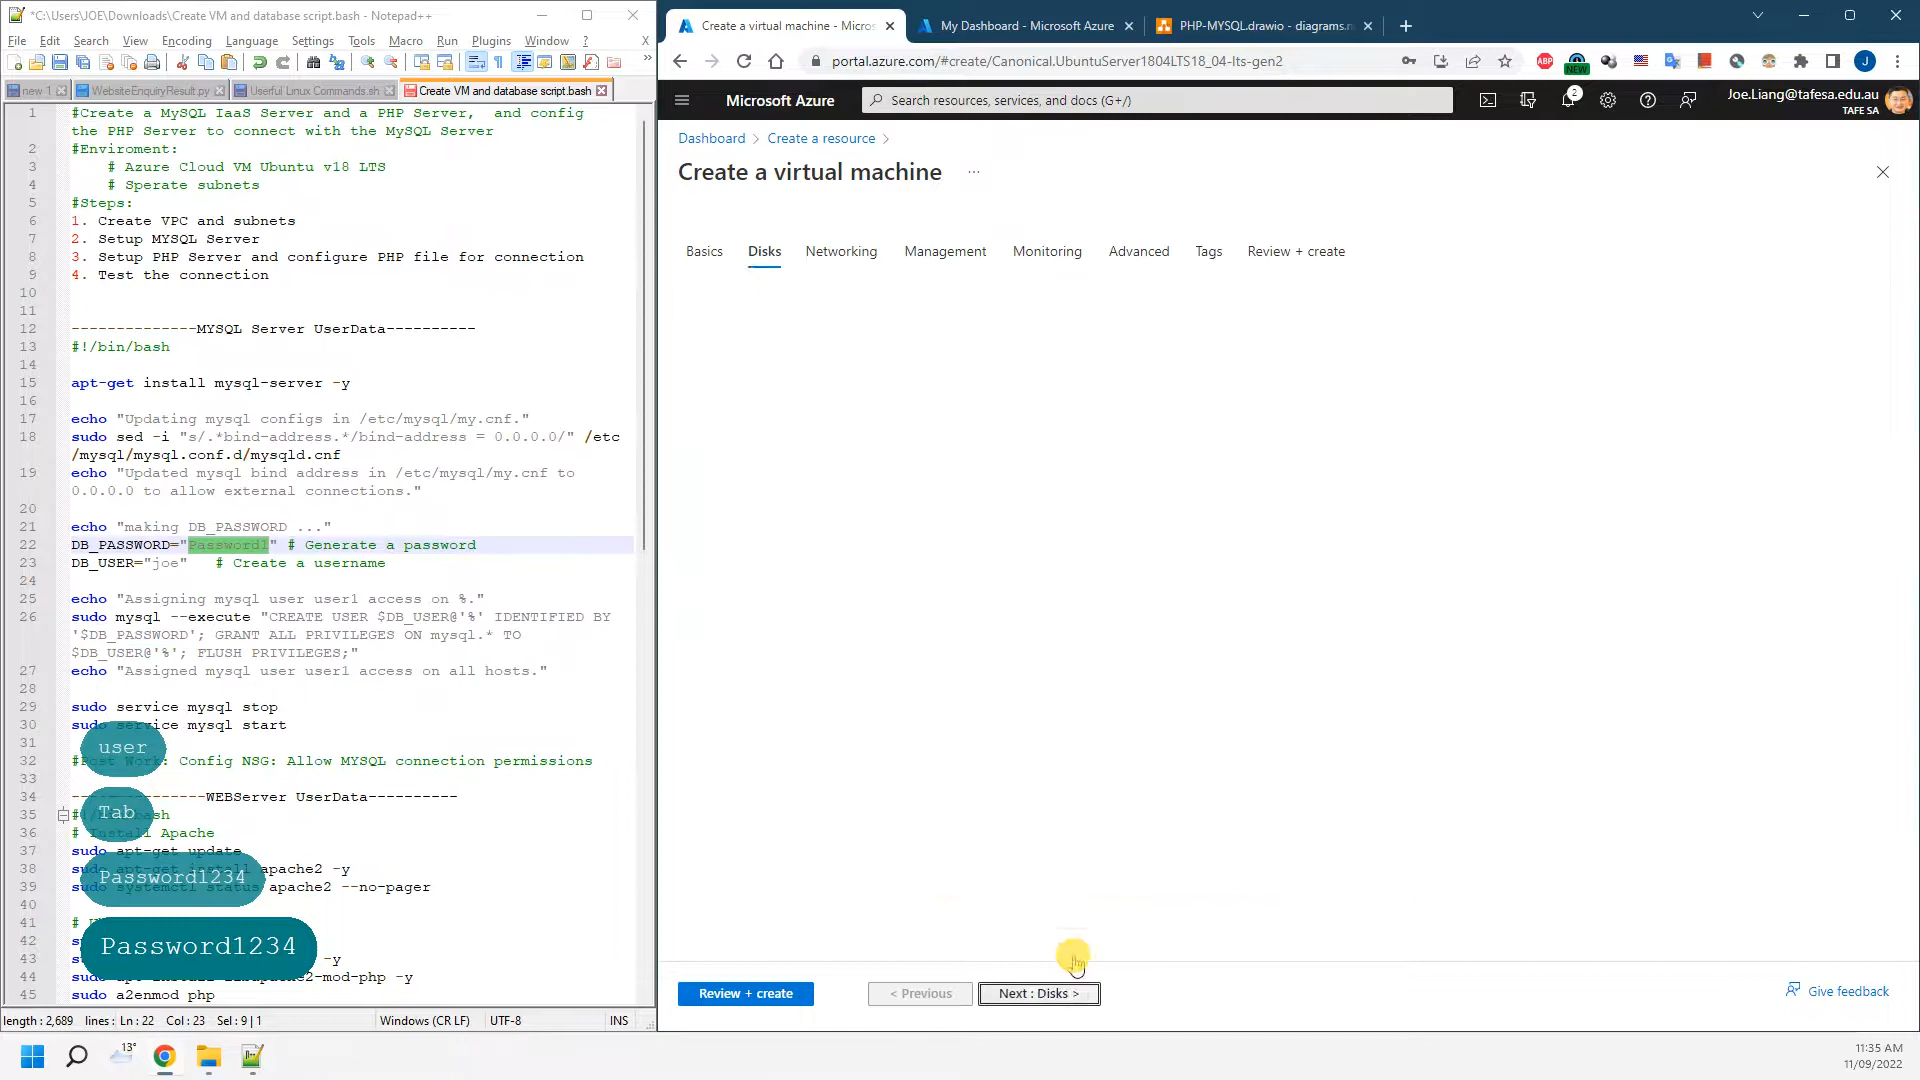 *C:\Users\JOE\Downloads\Create VM and database script.bash - Notepad++
File Edit Search View Encoding Language Settings Tools Macro Run Plugins Window ? X
new 1
WebsiteEnquiryResult.py
Userful Linux Commands.sh
Create VM and database script.bash
1 #Create a MySQL IaaS Server and a PHP Server,  and config
the PHP Server to connect with the MySQL Server
2 #Enviroment:
3 # Azure Cloud VM Ubuntu v18 LTS
4 # Sperate subnets
5 #Steps:
6 1. Create VPC and subnets
7 2. Setup MYSQL Server
8 3. Setup PHP Server and configure PHP file for connection
9 4. Test the connection
10
11
12 --------------MYSQL Server UserData----------
13 #!/bin/bash
14
15 apt-get install mysql-server -y
16
17 echo "Updating mysql configs in /etc/mysql/my.cnf."
18 sudo sed -i "s/.*bind-address.*/bind-address = 0.0.0.0/" /etc
/mysql/mysql.conf.d/mysqld.cnf
19 echo "Updated mysql bind address in /etc/mysql/my.cnf to
0.0.0.0 to allow external connections."
20
21 echo "making DB_PASSWORD ..."
22 DB_PASSWORD="Password1" # Generate a password
23 DB_USER="joe"   # Create a username
24
25 echo "Assigning mysql user user1 access on %."
26 sudo mysql --execute "CREATE USER $DB_USER@'%' IDENTIFIED BY
'$DB_PASSWORD'; GRANT ALL PRIVILEGES ON mysql.* TO
$DB_USER@'%'; FLUSH PRIVILEGES;"
27 echo "Assigned mysql user user1 access on all hosts."
28
29 sudo service mysql stop
30 sudo service mysql start
31
user
32 #Post Work: Config NSG: Allow MYSQL connection permissions
33
34 ---------------WEBServer UserData----------
Tab
35 #!/bin/bash
36 # Install Apache
37 sudo apt-get update
38 sudo apt-get install apache2 -y
Password1234
39 sudo systemctl status apache2 --no-pager
40
41 #
42
Password1234
43 -y
44 -mod-php -y
45 sudo a2enmod php
length : 2,689 lines : Ln : 22 Col : 23 Sel : 9 | 1 Windows (CR LF) UTF-8 INS
Create a virtual machine - Micros
My Dashboard - Microsoft Azure
PHP-MYSQL.drawio - diagrams.n
portal.azure.com/#create/Canonical.UbuntuServer1804LTS18_04-lts-gen2
ABP
NEW
J
Microsoft Azure
Search resources, services, and docs (G+/)
2
Joe.Liang@tafesa.edu.au
TAFE SA
Dashboard > Create a resource >
Create a virtual machine ...
Basics Disks Networking Management Monitoring Advanced Tags Review + create
Review + create
< Previous
Next : Disks >
Give feedback
13°
11:35 AM
11/09/2022